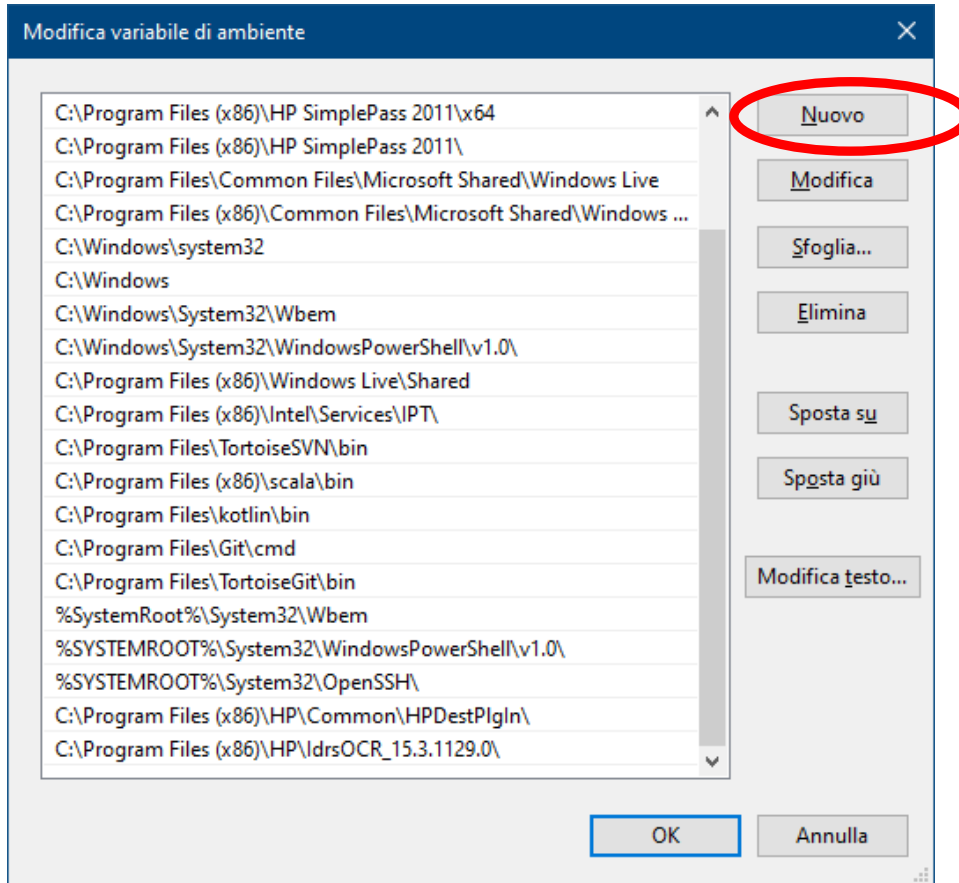 Modifica variabile di ambiente
C:\Program Files (x86)\HP SimplePass 2011\x64
C:\Program Files (x86)\HP SimplePass 2011\
C:\Program Files\Common Files\Microsoft Shared\Windows Live
C:\Program Files (x86)\Common Files\Microsoft Shared\Windows ...
C:\Windows\system32
C:\Windows
C:\Windows\System32\Wbem
C:\Windows\System32\WindowsPowerShell\v1.0\
C:\Program Files (x86)\Windows Live\Shared
C:\Program Files (x86)\Intel\Services\IPT\
C:\Program Files\TortoiseSVN\bin
C:\Program Files (x86)\scala\bin
C:\Program Files\kotlin\bin
C:\Program Files\Git\cmd
C:\Program Files\TortoiseGit\bin
%SystemRoot%\System32\Wbem
%SYSTEMROOT%\System32\WindowsPowerShell\v1.0\
%SYSTEMROOT%\System32\OpenSSH\
C:\Program Files (x86)\HP\Common\HPDestPlgIn\
C:\Program Files (x86)\HP\IdrsOCR_15.3.1129.0\
Nuovo
Modifica
Sfoglia...
Elimina
Sposta su
Sposta giù
Modifica testo...
OK
Annulla